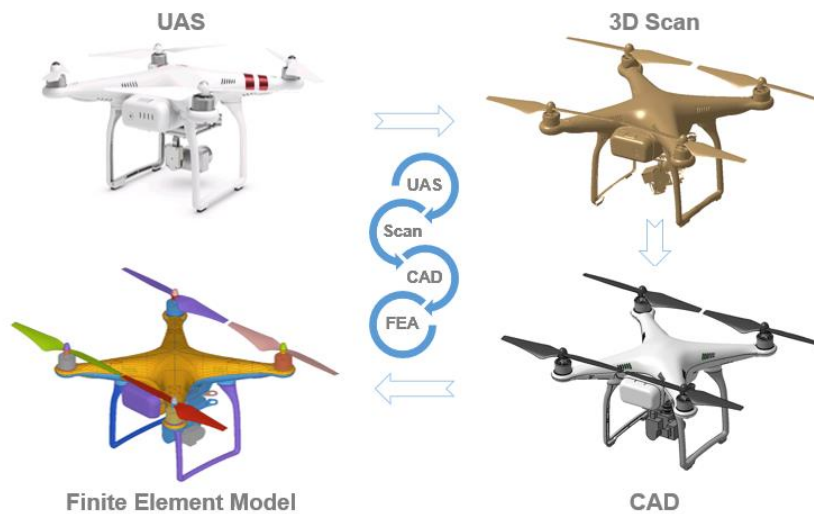 UAS
3D Scan
UAS
Scan
CAD
FEA
Finite Element Model
CAD